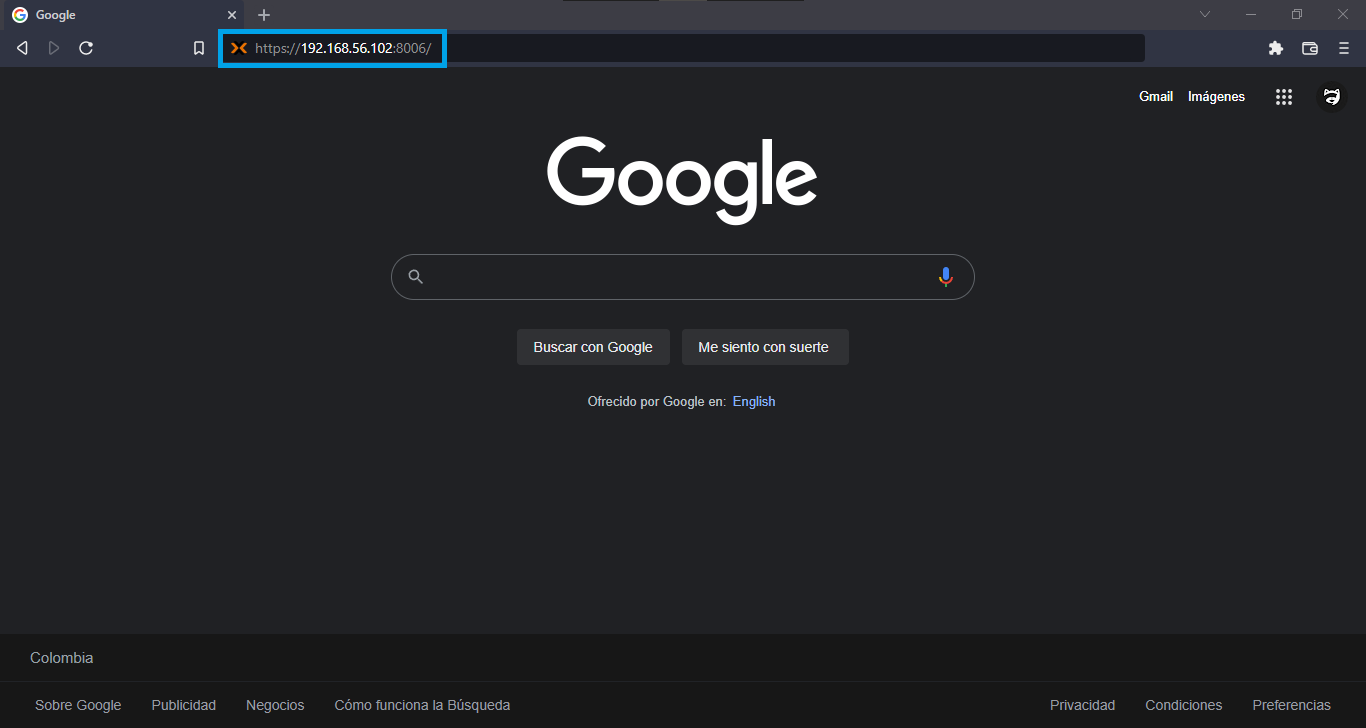 Google
https://192.168.56.102:8006/
Gmail Imágenes
Google
Buscar con Google Me siento con suerte
Ofrecido por Google en: English
Colombia
Sobre Google Publicidad Negocios Cómo funciona la Búsqueda Privacidad Condiciones Preferencias